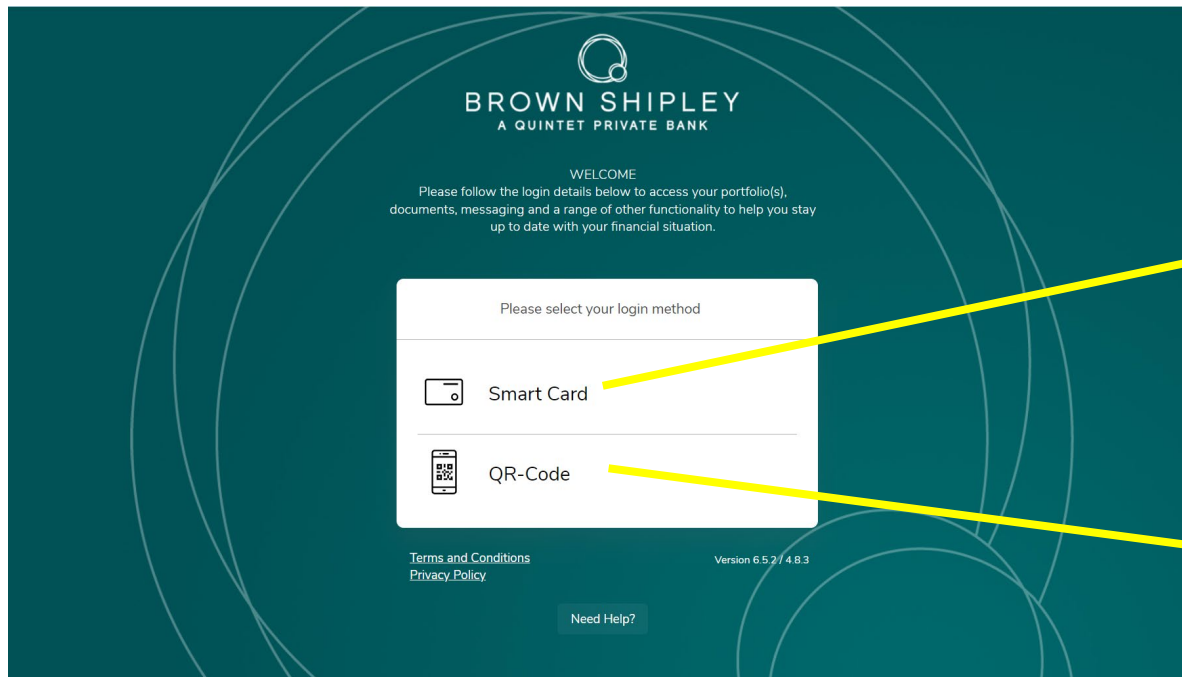 BROWN SHIPLEY
A QUINTET PRIVATE BANK
WELCOME
Please follow the login details below to access your portfolio(s),
documents, messaging and a range of other functionality to help you stay
up to date with your financial situation.
Please select your login method
Smart Card
QR-Code
Terms and Conditions
Version 6.5.2 / 4.8.3
Privacy Policy
Need Help?